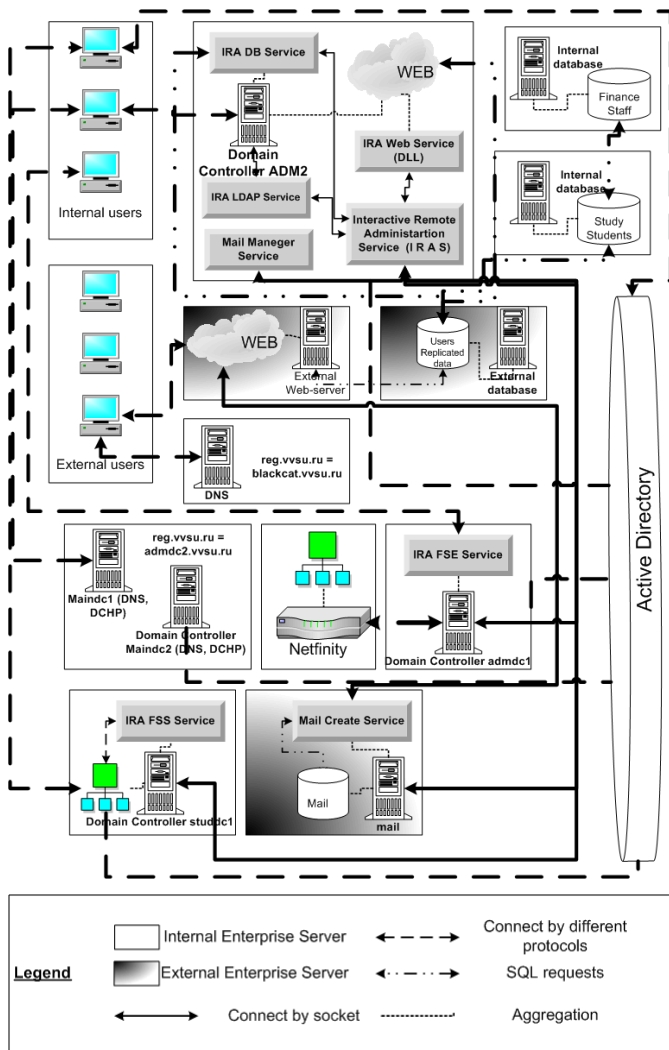 Internal users
IRA DB Service
WEB
Domain
Controller ADM2
IRA Web Service
(DLL)
IRA LDAP Service
Interactive Remote
Administartion
Service (I R A S)
Mail Maneger
Service
Internal
database
Finance
Staff
Internal
database
Study
Students
External users
WEB
External
Web-server
Users
Replicated
data
External
database
reg.vvsu.ru =
blackcat.vvsu.ru
DNS
Active Directory
reg.vvsu.ru =
admdc2.vvsu.ru
Maindc1 (DNS,
DCHP)
Domain Controller
Maindc2 (DNS, DCHP)
Netfinity
IRA FSE Service
Domain Controller admdc1
IRA FSS Service
Domain Controller studdc1
Mail Create Service
Mail
mail
Legend
Internal Enterprise Server
External Enterprise Server
Connect by socket
Connect by different
protocols
SQL requests
Aggregation